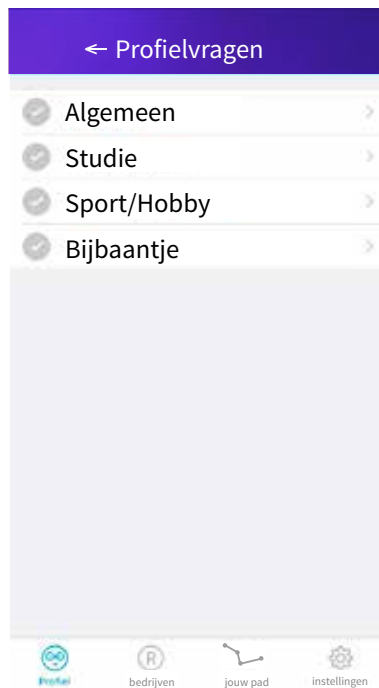 ← Profielvragen
Algemeen
Studie
Sport/Hobby
Bijbaantje
Profiel
R
bedrijven
jouw pad
instellingen